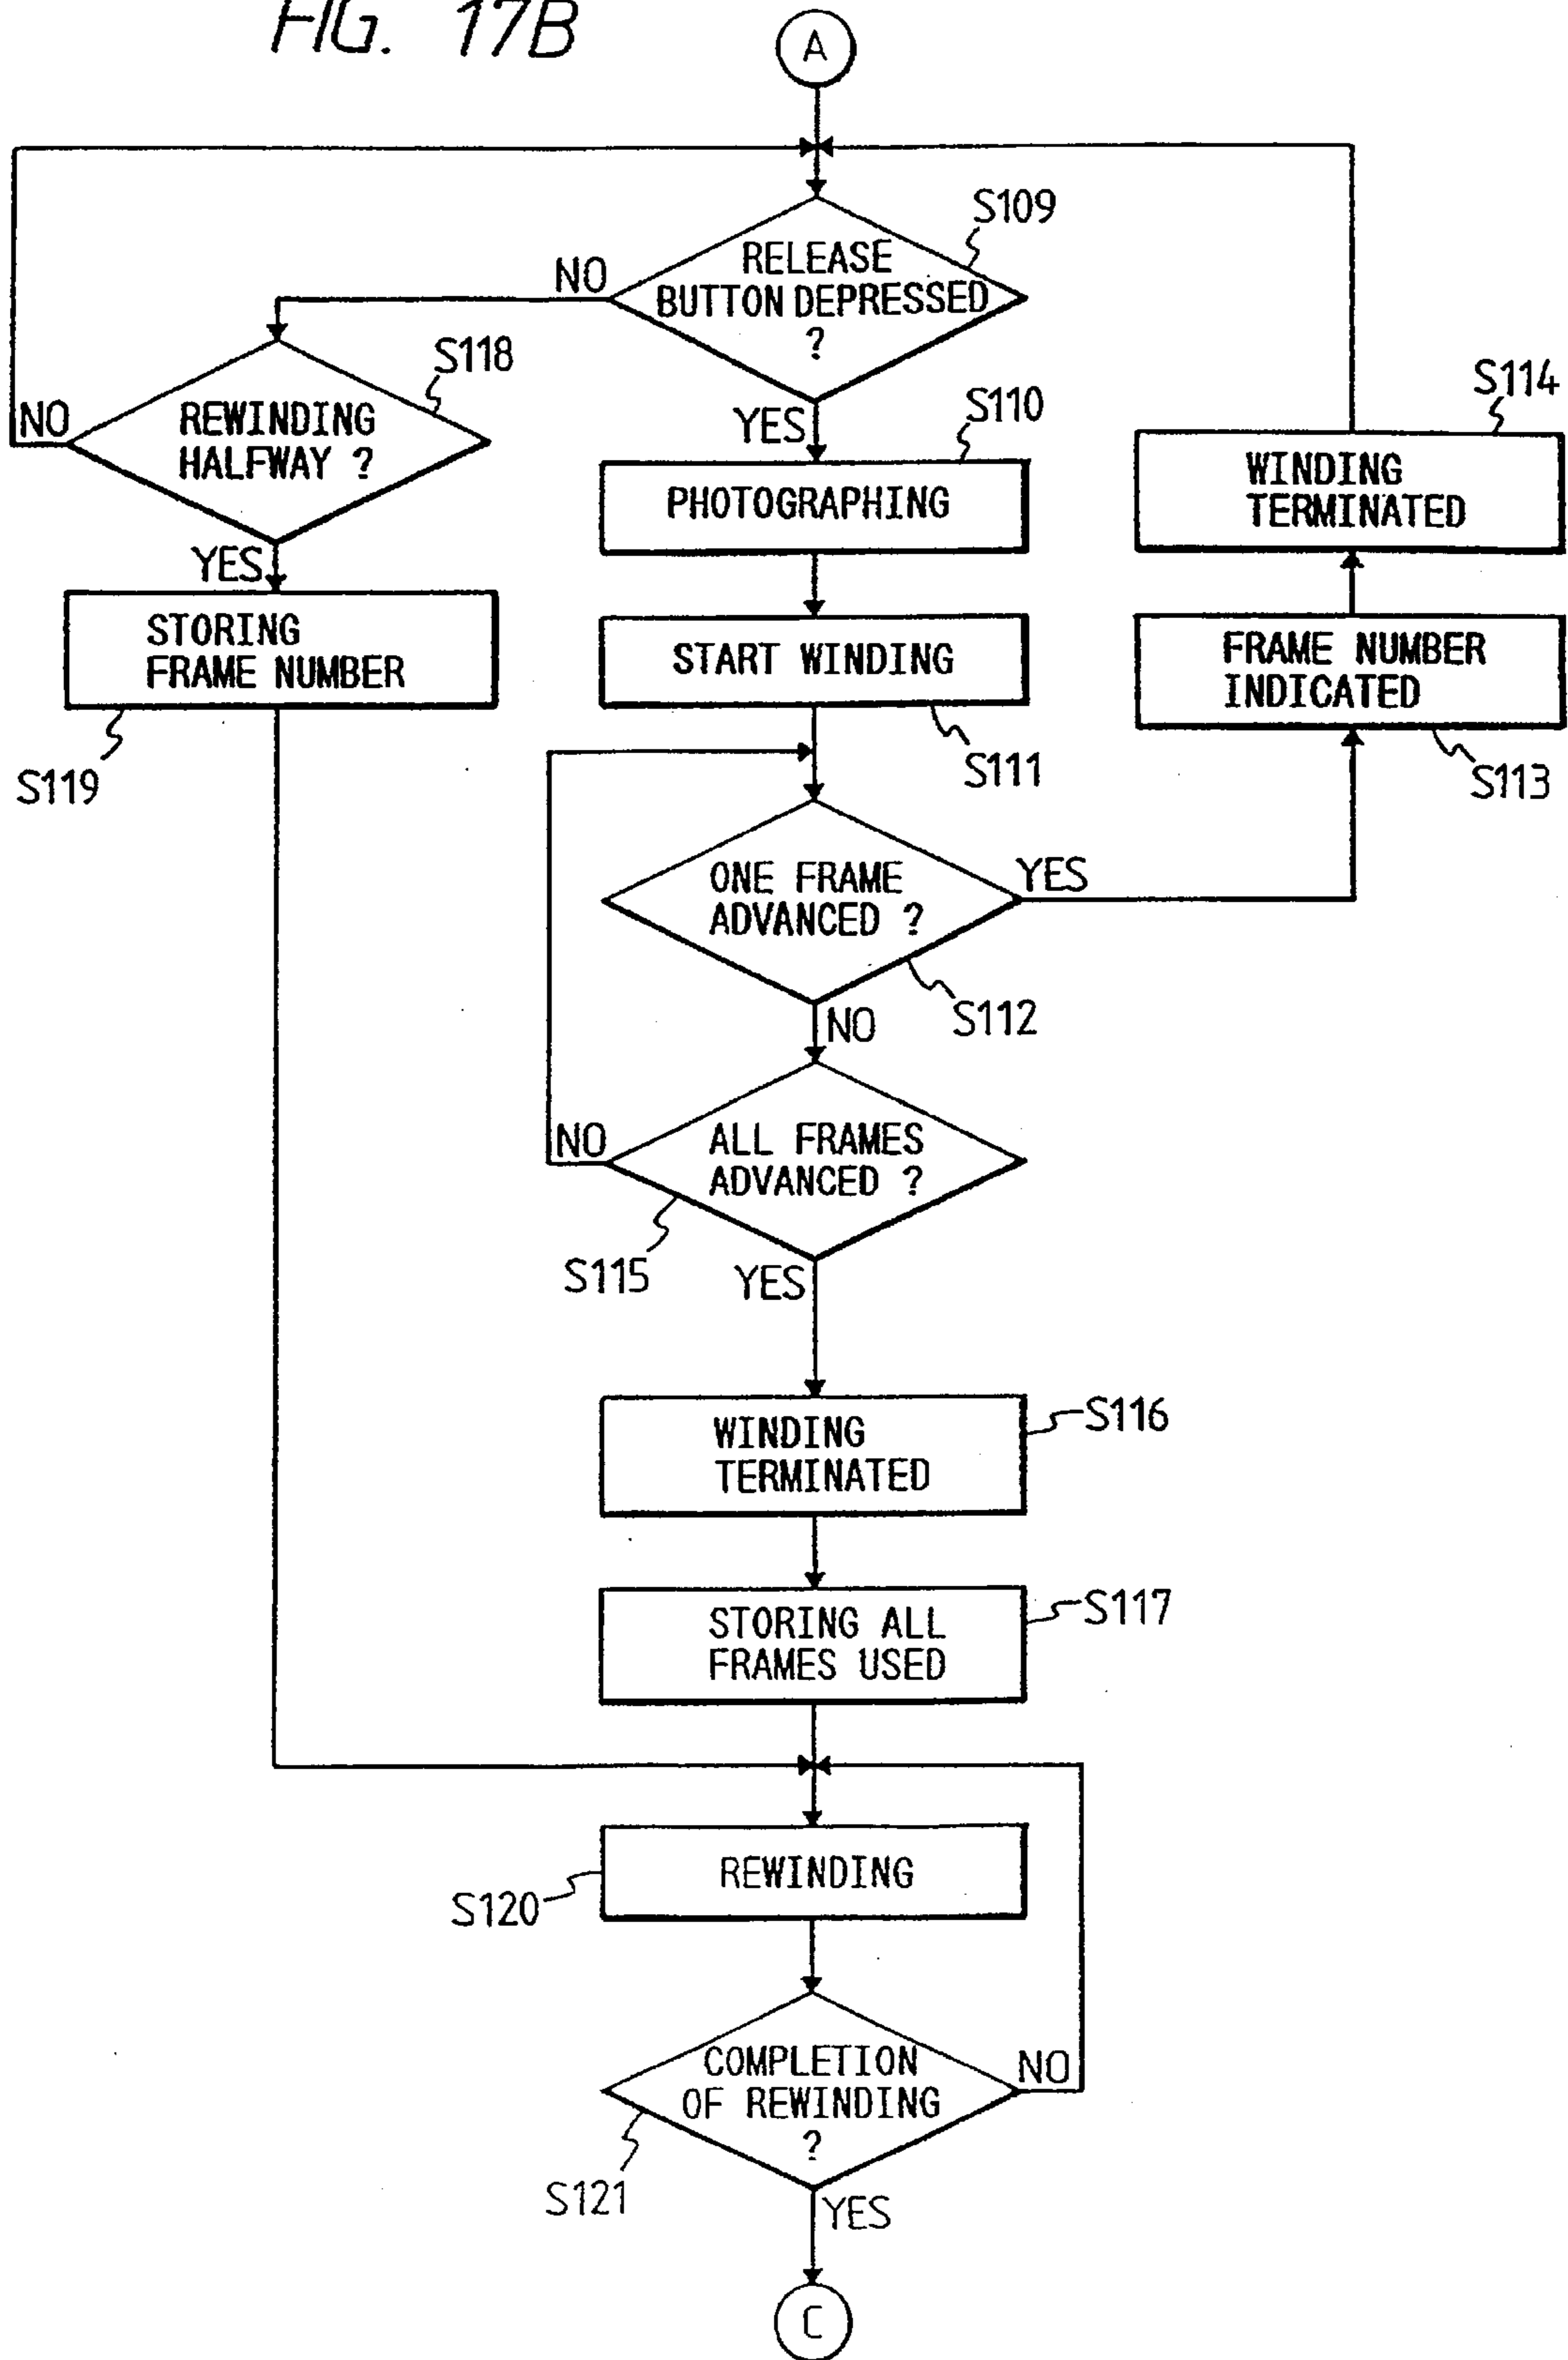 FIG. 17B
A
S109
RELEASE
BUTTON DEPRESSED
?
NO
YES
S118
REWINDING
HALFWAY ?
NO
YES
S110
PHOTOGRAPHING
S114
WINDING
TERMINATED
STORING
FRAME NUMBER
S119
START WINDING
S111
FRAME NUMBER
INDICATED
S113
ONE FRAME
ADVANCED ?
YES
S112
NO
ALL FRAMES
ADVANCED ?
NO
S115
YES
WINDING
TERMINATED
S116
STORING ALL
FRAMES USED
S117
REWINDING
S120
COMPLETION
OF REWINDING
?
NO
S121
YES
C